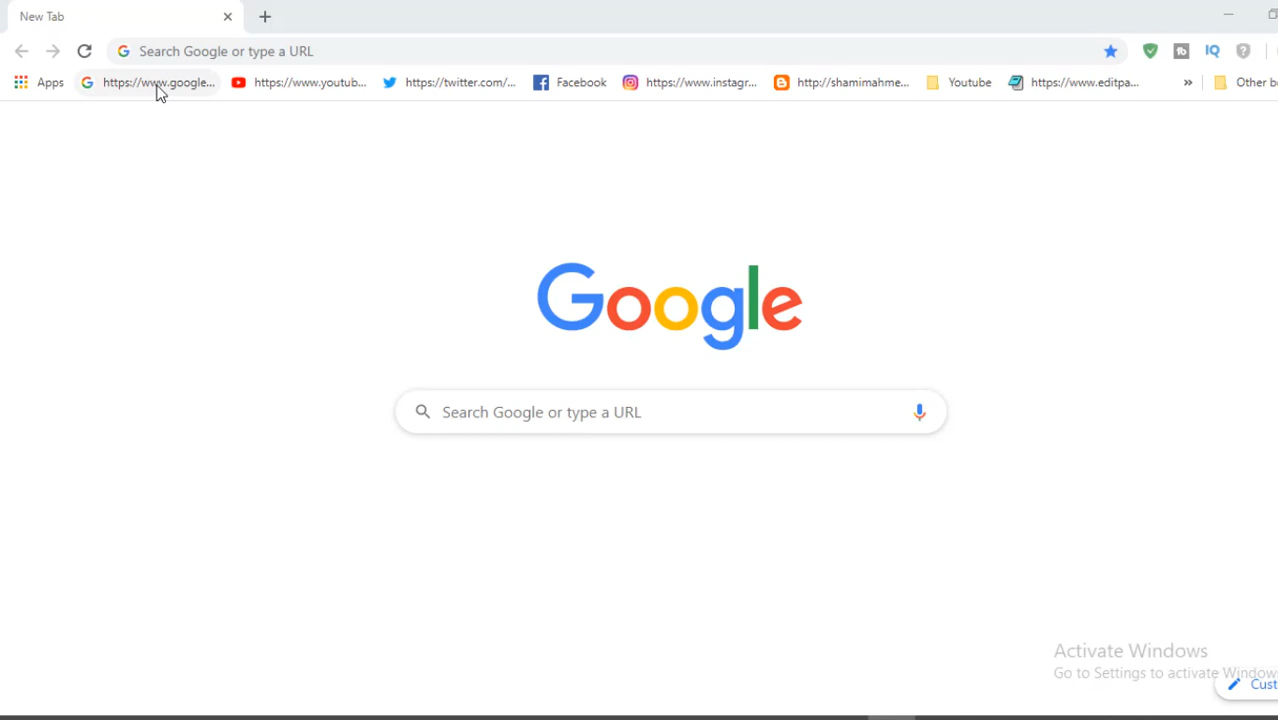 New Tab
Search Google or type a URL
Apps https://www.google... https://www.youtub... https://twitter.com/... Facebook https://www.instagr... http://shamimahme... Youtube https://www.editpa... » Other b
Google
Search Google or type a URL
Activate Windows
Go to Settings to activate Windows
Cust